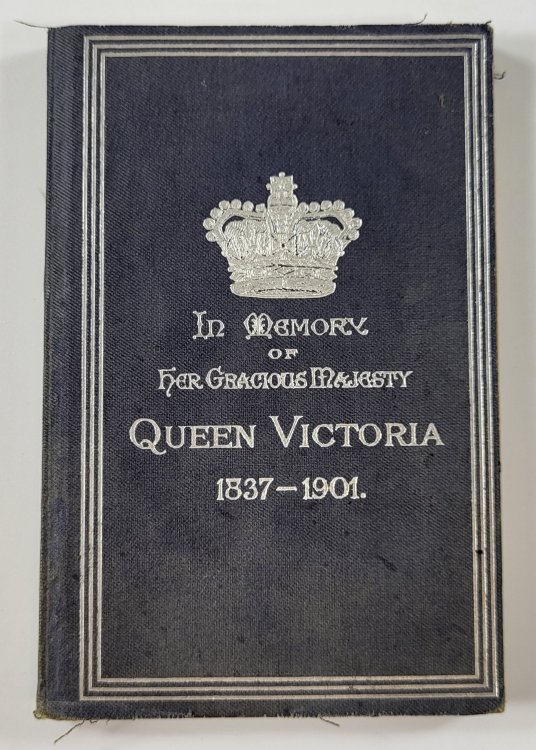 In Memory
of
Her Gracious Majesty
Queen Victoria
1837-1901.